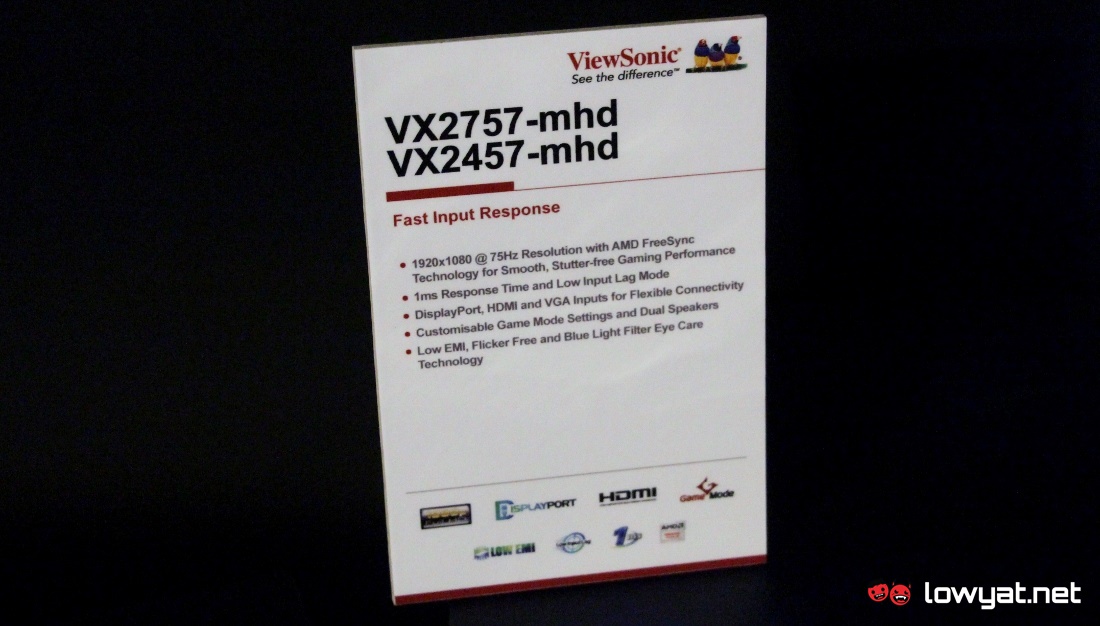 ViewSonic®
See the difference™
VX2757-mhd
VX2457-mhd
Fast Input Response
• 1920x1080 @ 75Hz Resolution with AMD FreeSync
Technology for Smooth, Stutter-free Gaming Performance
• 1ms Response Time and Low Input Lag Mode
• DisplayPort, HDMI and VGA Inputs for Flexible Connectivity
• Customisable Game Mode Settings and Dual Speakers
• Low EMI, Flicker Free and Blue Light Filter Eye Care
Technology
DISPLAYPORT
HDMI
GameMode
LOW EMI
AMD
lowyat.net